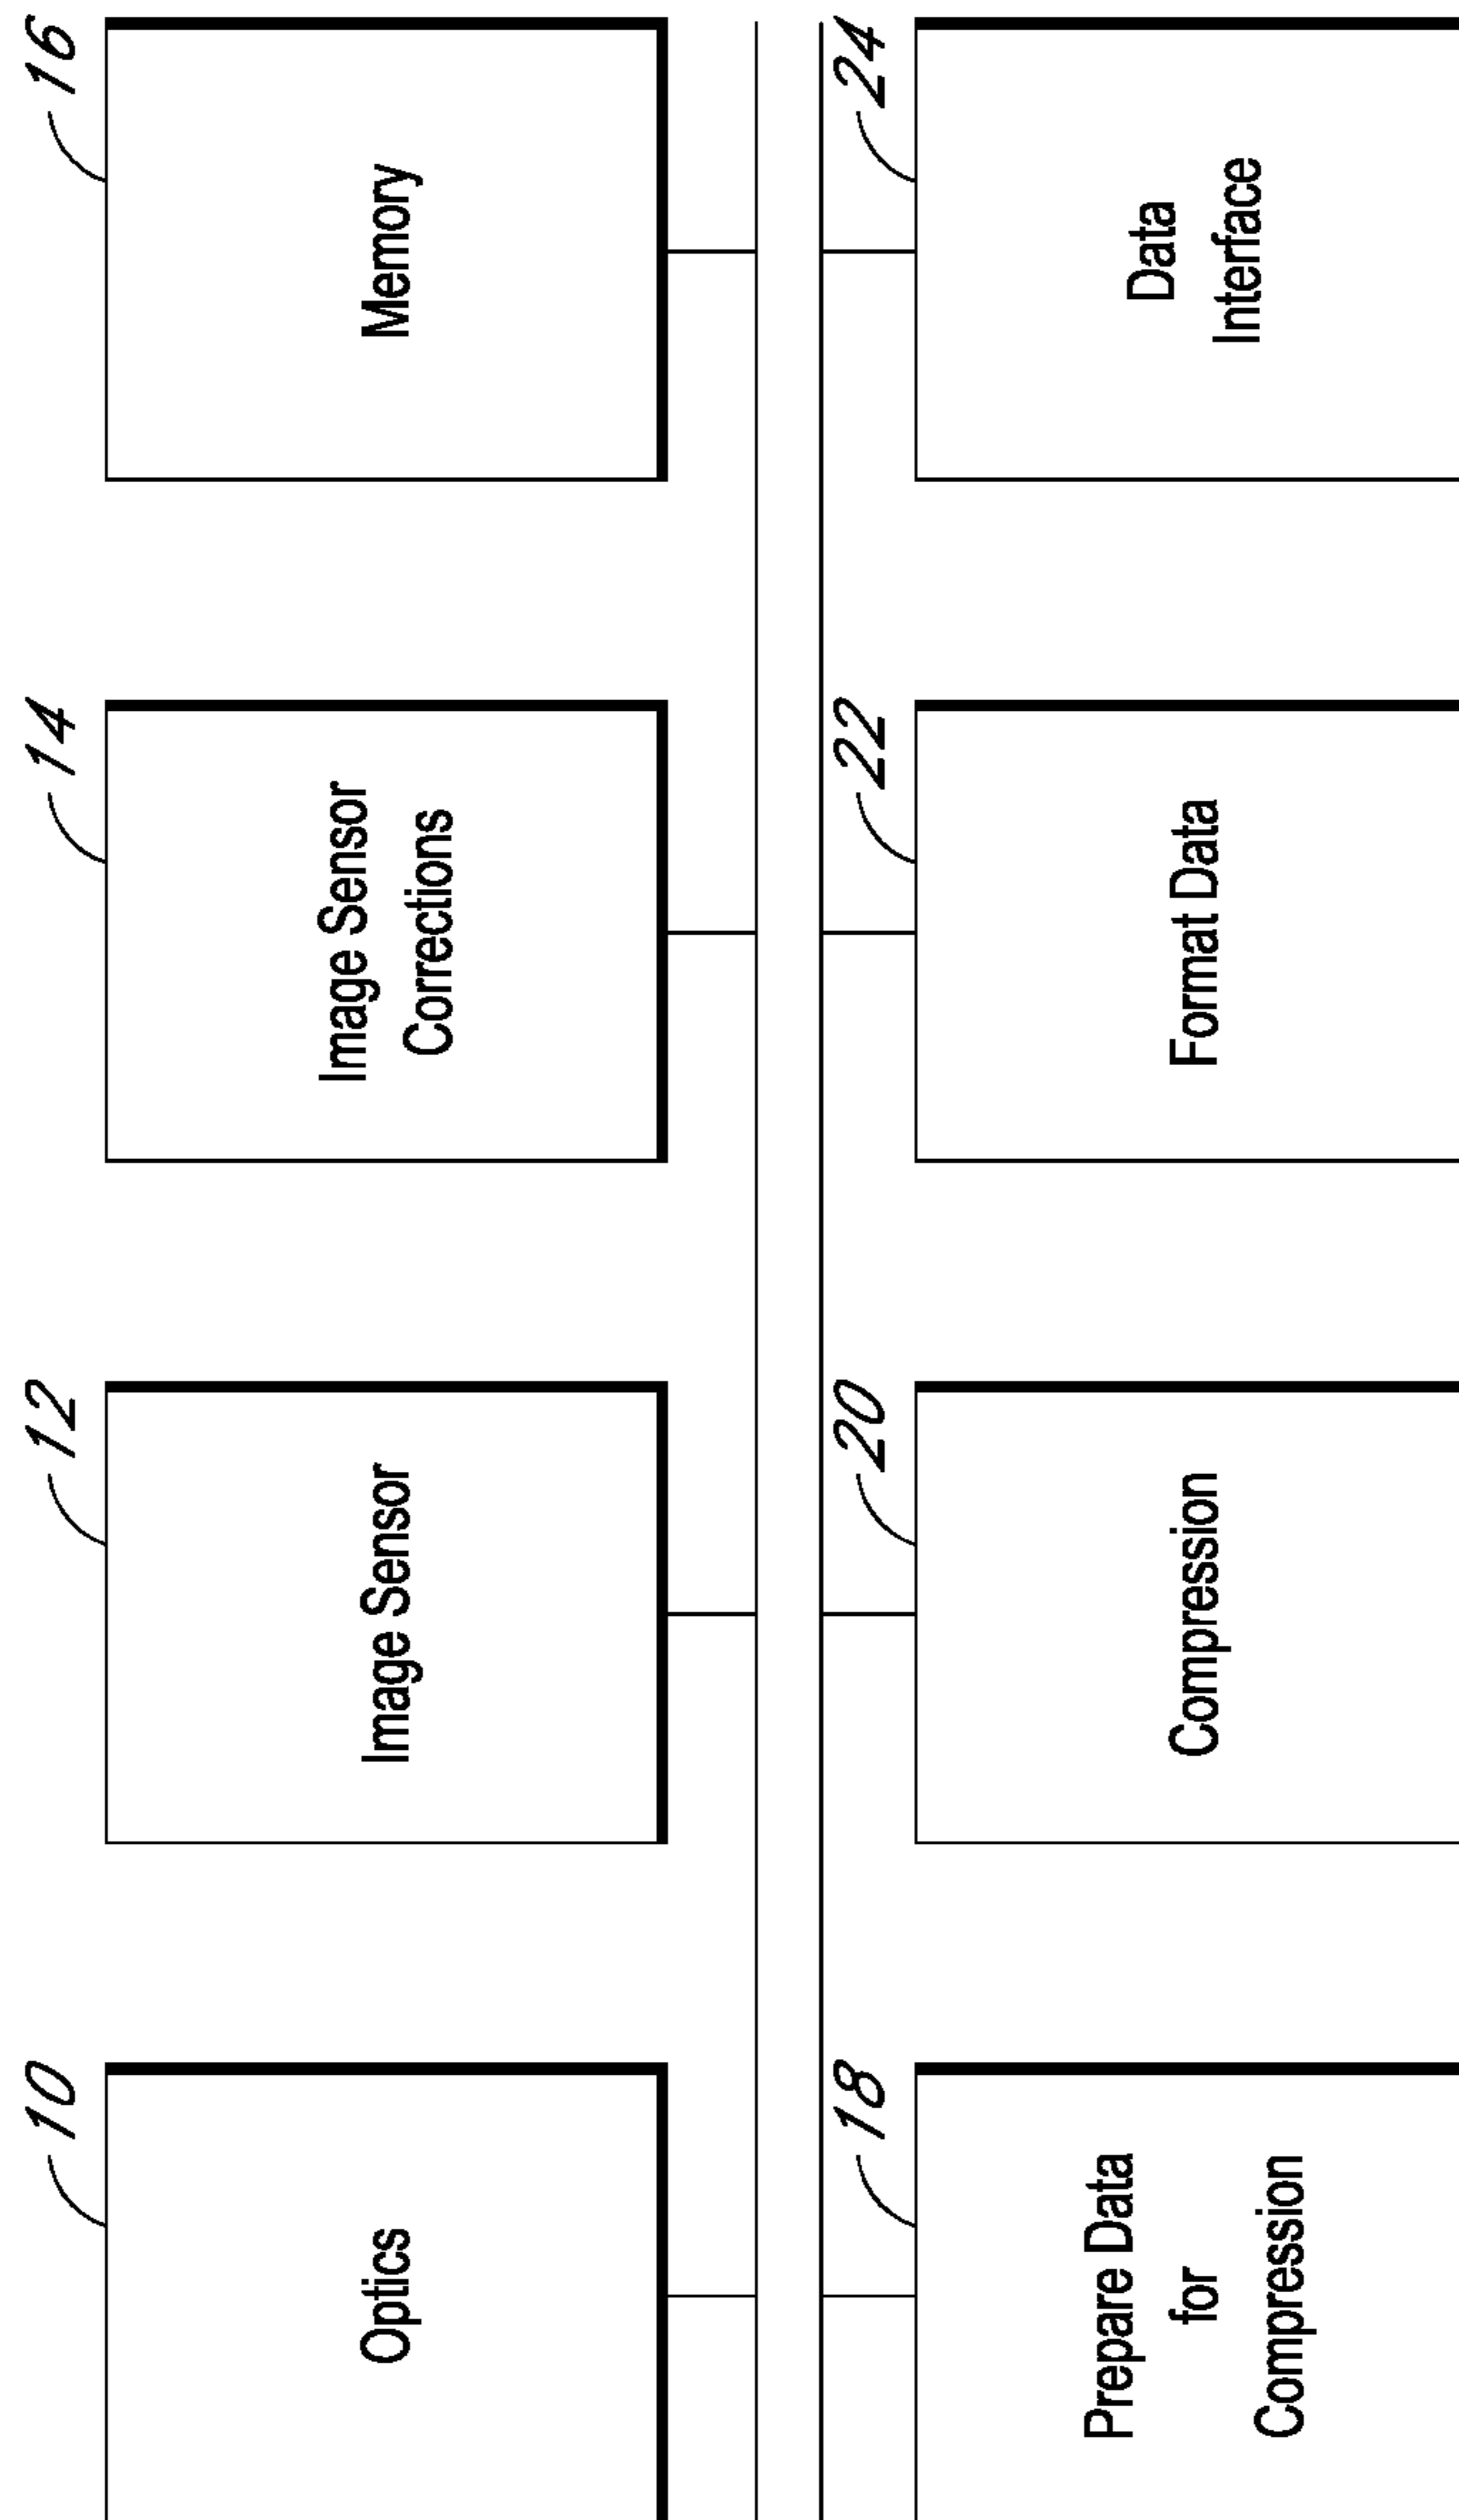 10
Optics
12
Image Sensor
14
Image Sensor
Corrections
16
Memory
18
Prepare Data
for
Compression
20
Compression
22
Format Data
24
Data
Interface